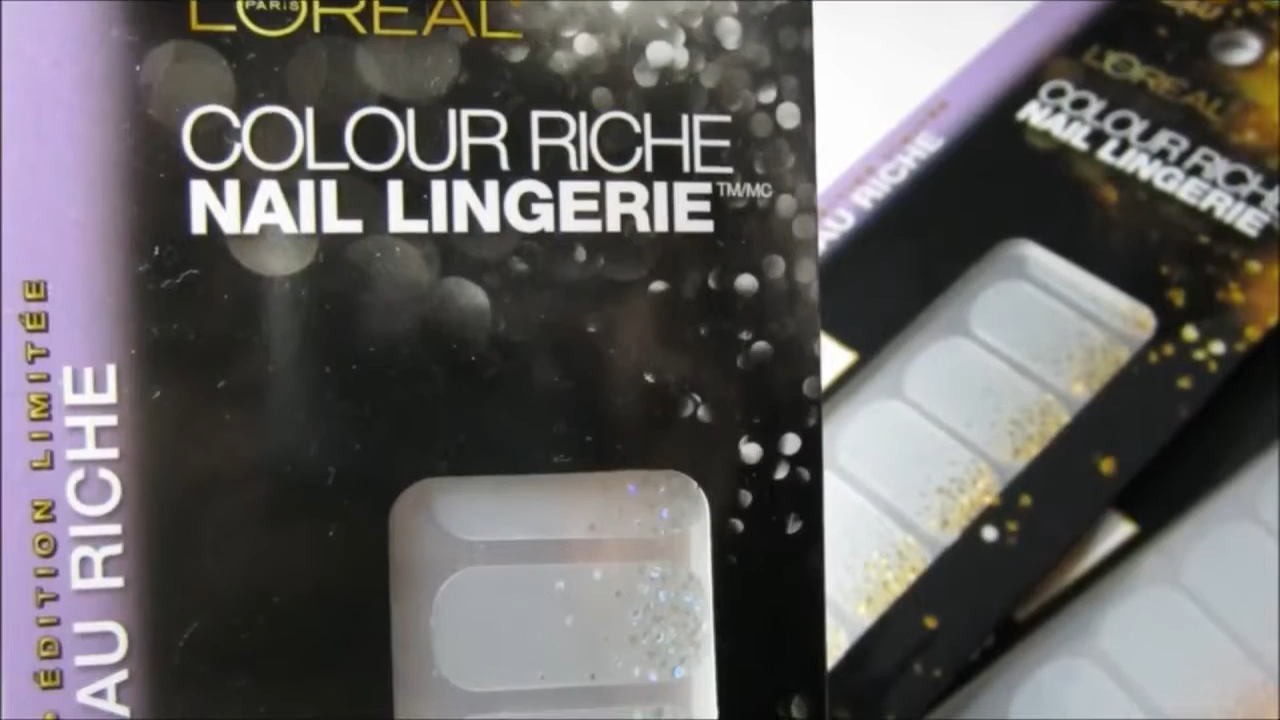 L'ORÉAL
PARIS
COLOUR RICHE
NAIL LINGERIE™/MC
ÉDITION LIMITÉE
AU RICHE
L'ORÉAL
COLOUR RICHE
NAIL LINGERIE
AU RICHE